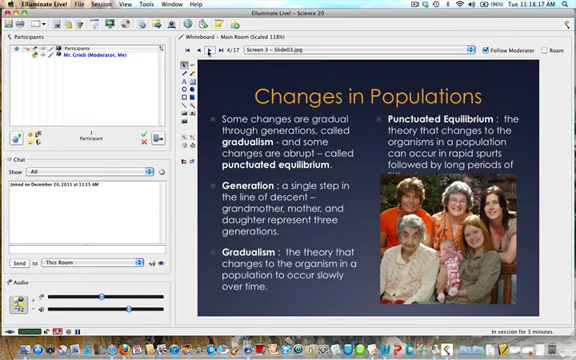 Elluminate Live! Session View Tools Window Help
(96%) Tue 11:18:17 AM
Elluminate Live! – Science 20
Participants
Participants
Mr. Grieb (Moderator, Me)
1
Participant
Chat
Show All
Joined on December 20, 2011 at 11:15 AM
Send to This Room
Audio
F2
Whiteboard - Main Room (Scaled 118%)
4/17 Screen 3 – Slide03.jpg Follow Moderator Roam
Changes in Populations
Some changes are gradual
through generations, called
gradualism - and some
changes are abrupt – called
punctuated equilibrium.
Generation : a single step in
the line of descent –
grandmother, mother, and
daughter represent three
generations.
Gradualism : the theory that
changes to the organism in a
population to occur slowly
over time.
Punctuated Equilibrium : the
theory that changes to the
organisms in a population
can occur in rapid spurts
followed by long periods of
In session for 3 minutes.